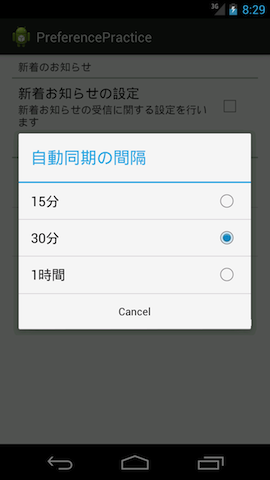 3G 8:29
PreferencePractice
新着のお知らせ
新着お知らせの設定
新着お知らせの受信に関する設定を行い
ます
自動同期の間隔
15分
30分
1時間
Cancel